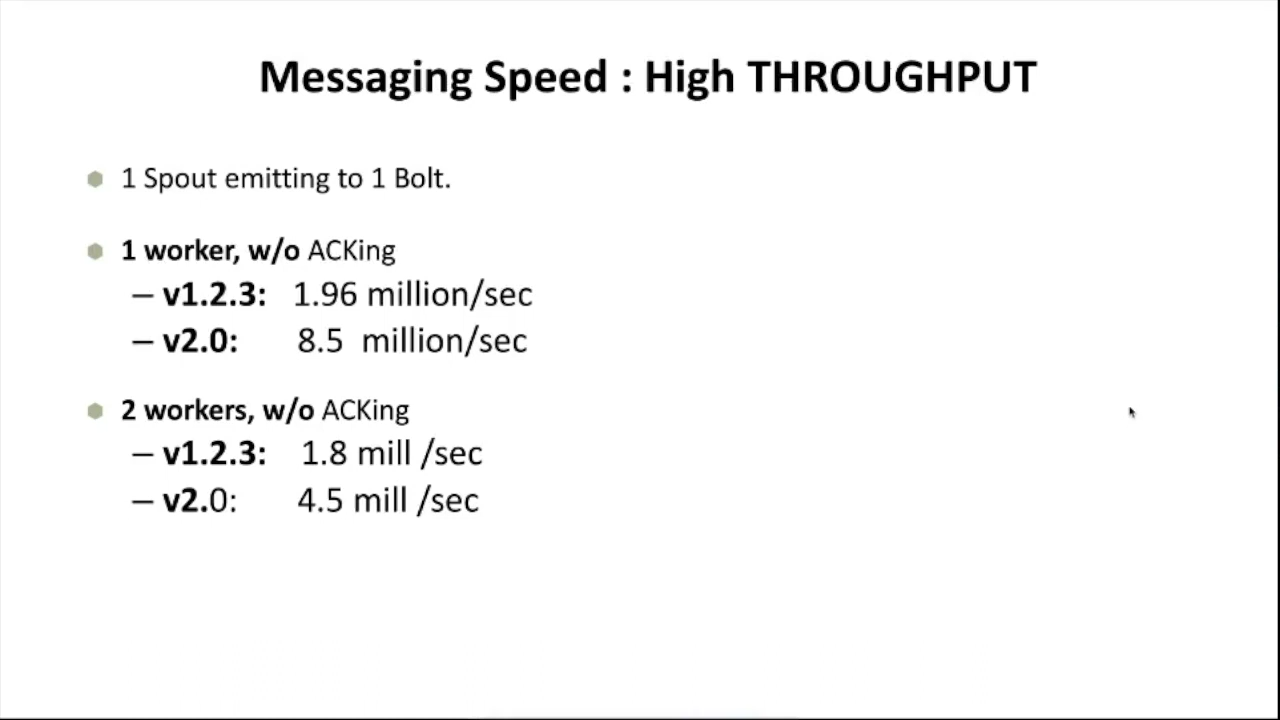 Messaging Speed : High THROUGHPUT
1 Spout emitting to 1 Bolt.
1 worker, w/o ACKing
– v1.2.3: 1.96 million/sec
– v2.0: 8.5 million/sec
2 workers, w/o ACKing
– v1.2.3: 1.8 mill /sec
– v2.0: 4.5 mill /sec